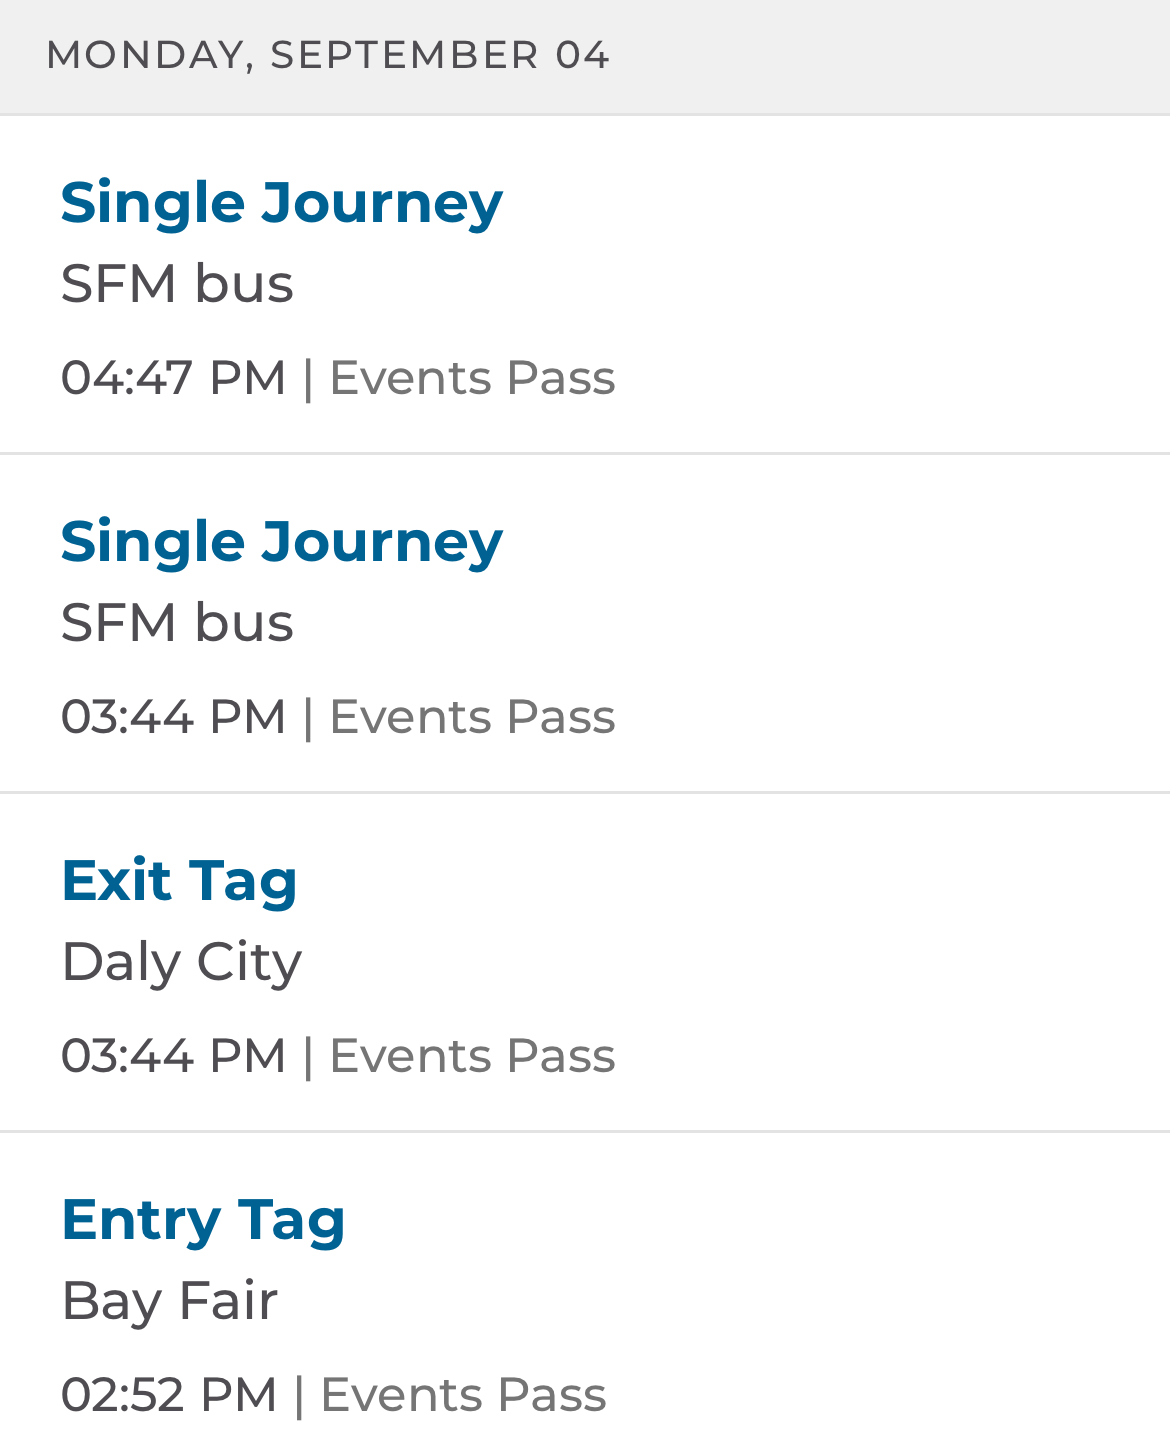 MONDAY, SEPTEMBER 04
Single Journey
SFM bus
04:47 PM | Events Pass
Single Journey
SFM bus
03:44 PM | Events Pass
Exit Tag
Daly City
03:44 PM | Events Pass
Entry Tag
Bay Fair
02:52 PM | Events Pass